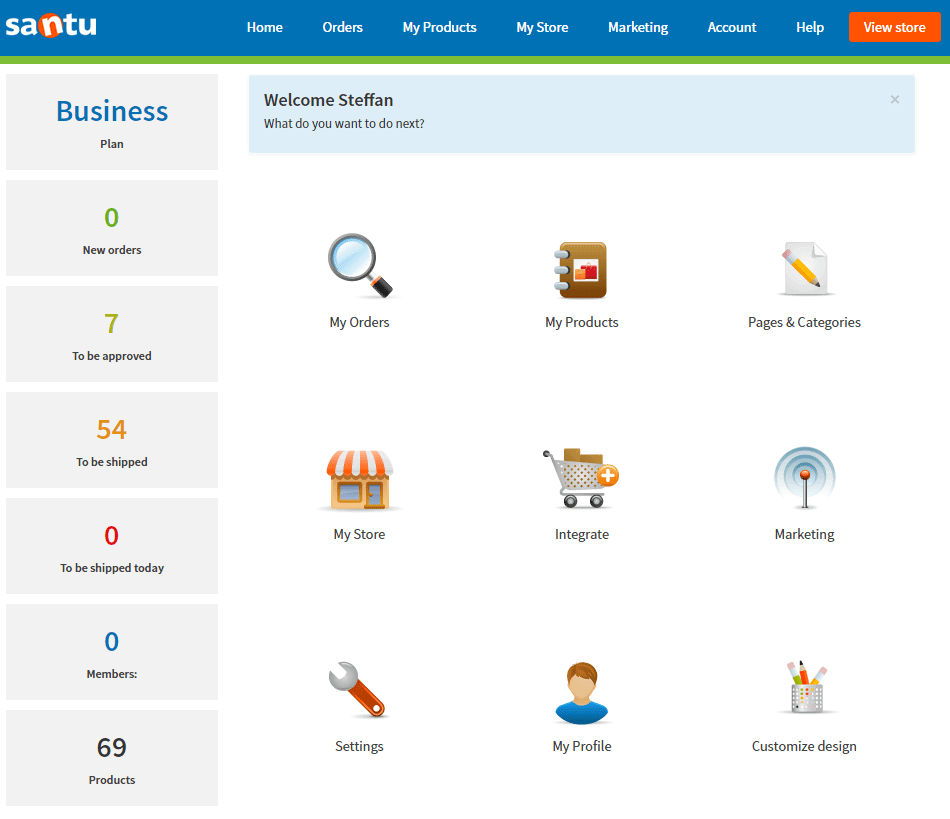 santu
Home Orders My Products My Store Marketing Account Help View store
Business
Plan
0
New orders
7
To be approved
54
To be shipped
0
To be shipped today
0
Members:
69
Products
Welcome Steffan ×
What do you want to do next?
My Orders My Products Pages & Categories
My Store Integrate Marketing
Settings My Profile Customize design